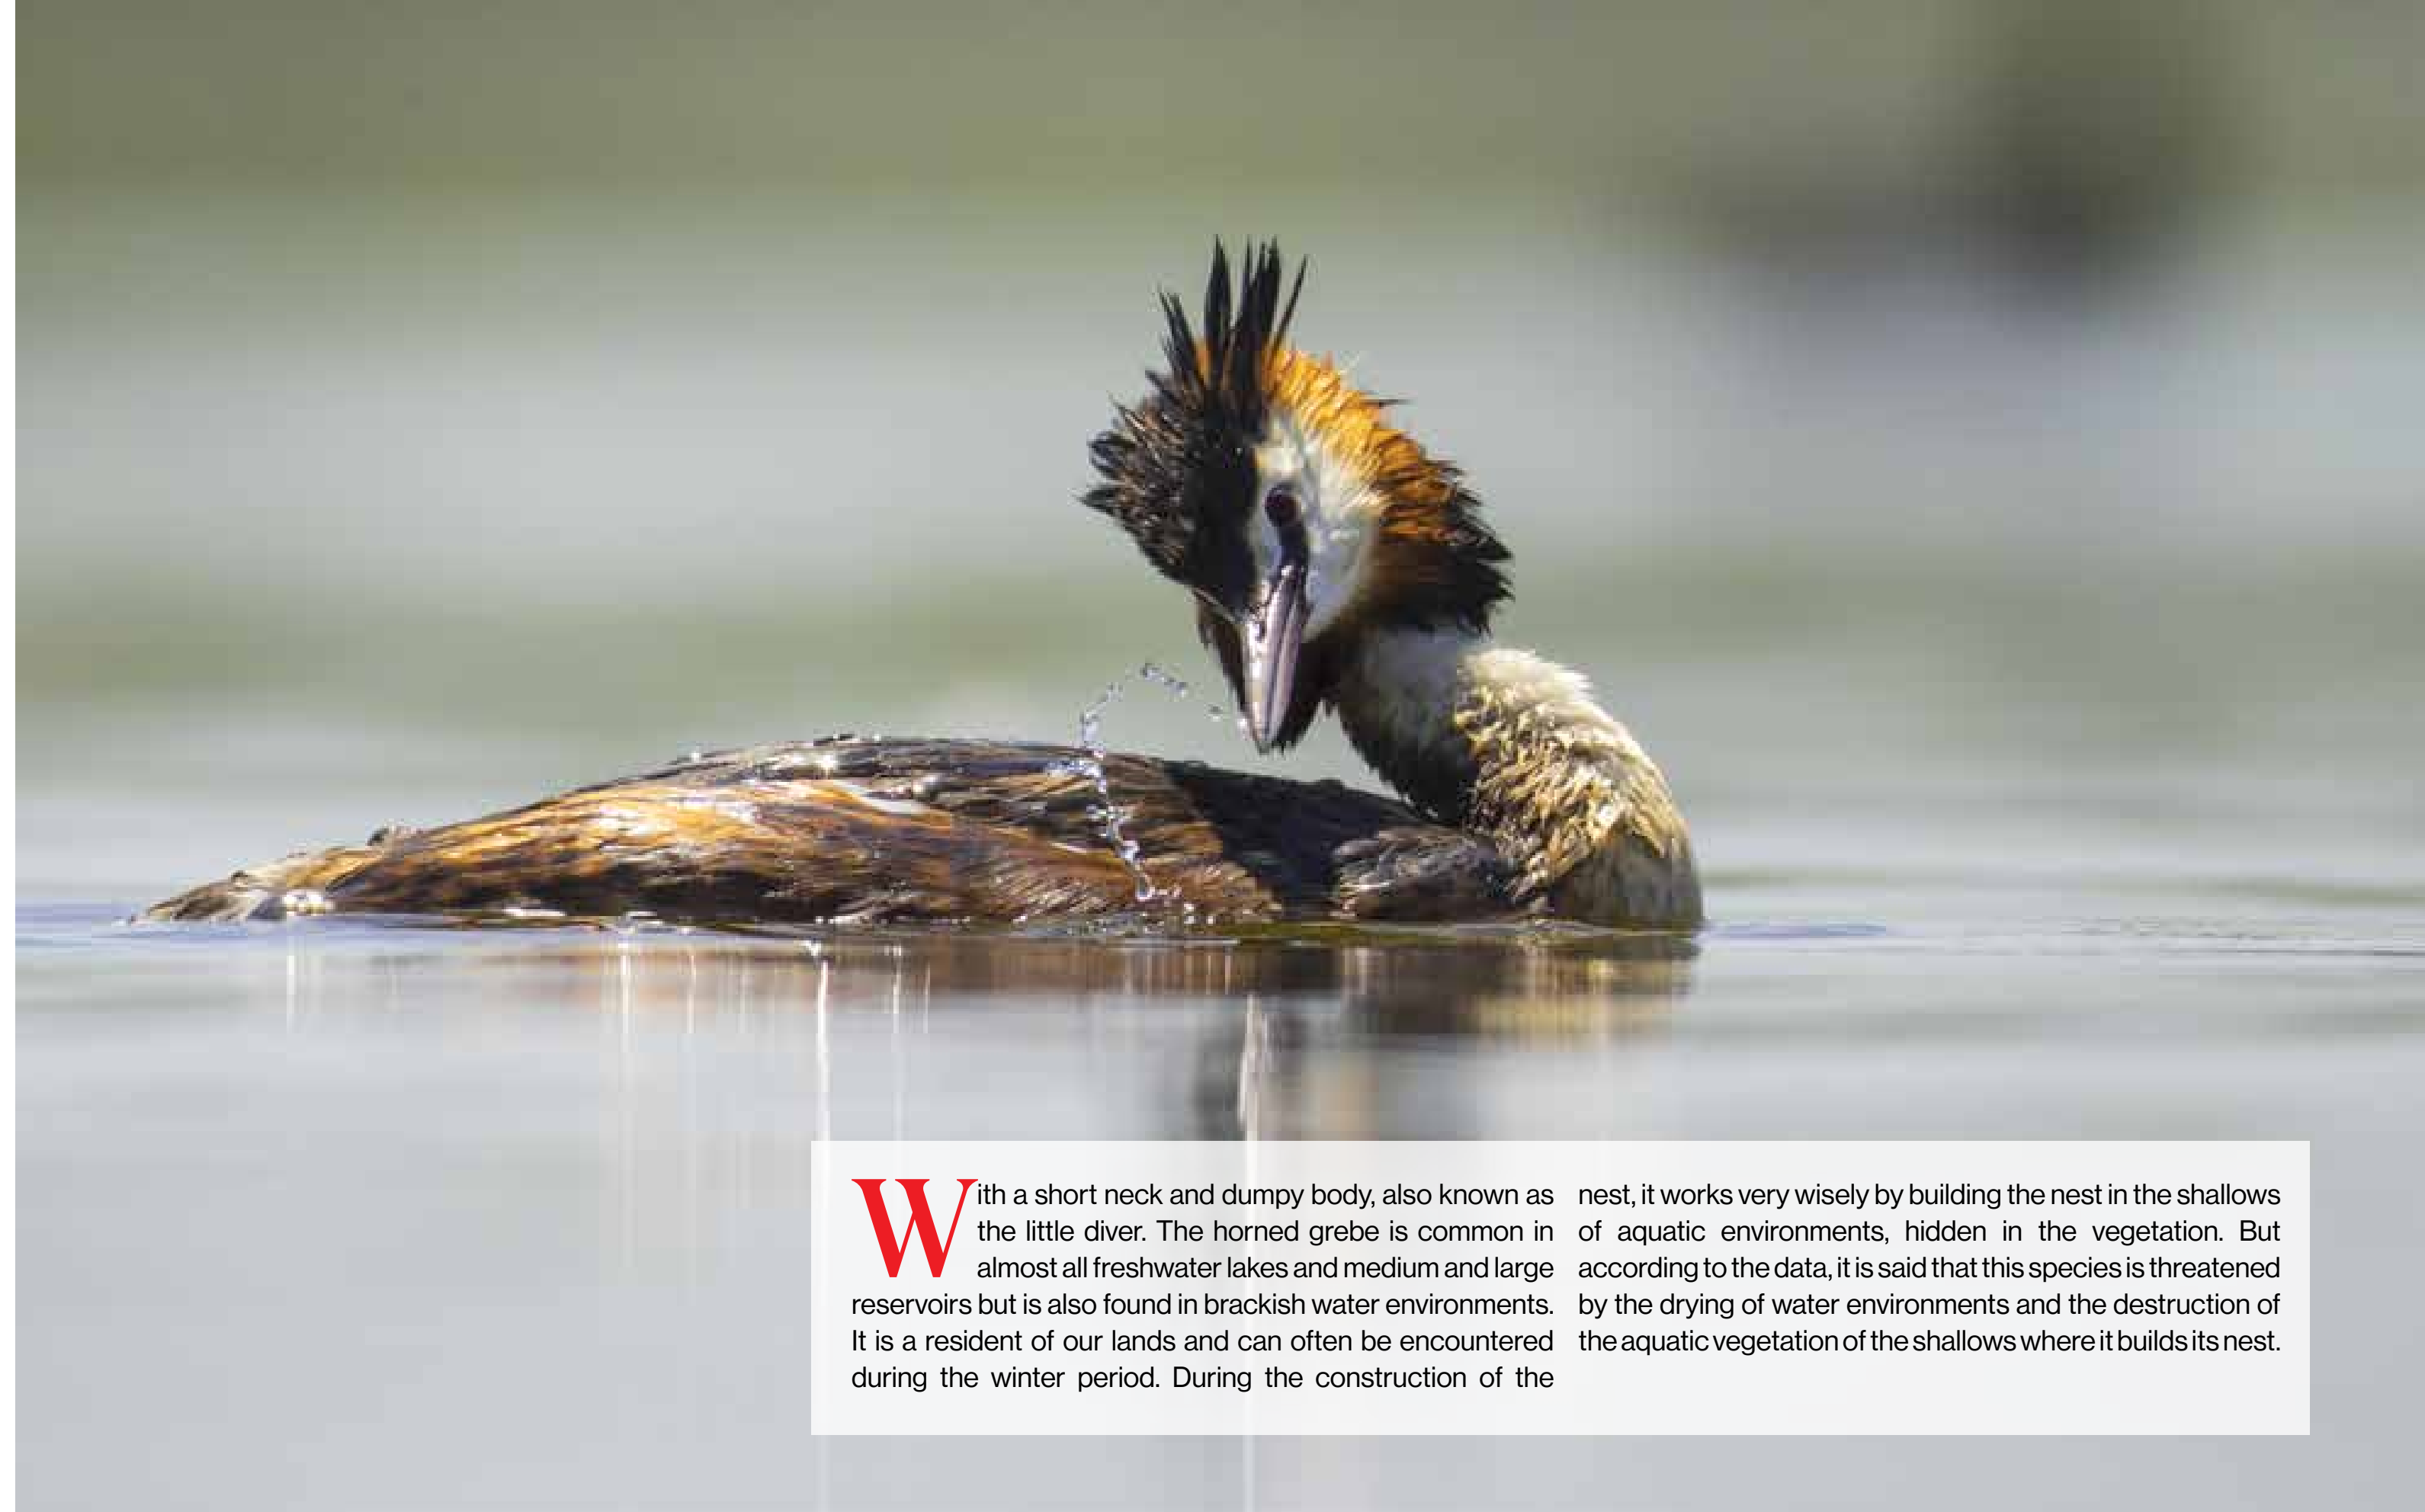 With a short neck and dumpy body, also known as
the little diver. The horned grebe is common in
almost all freshwater lakes and medium and large
reservoirs but is also found in brackish water environments.
It is a resident of our lands and can often be encountered
during the winter period. During the construction of the
nest, it works very wisely by building the nest in the shallows
of aquatic environments, hidden in the vegetation. But
according to the data, it is said that this species is threatened
by the drying of water environments and the destruction of
the aquatic vegetation of the shallows where it builds its nest.